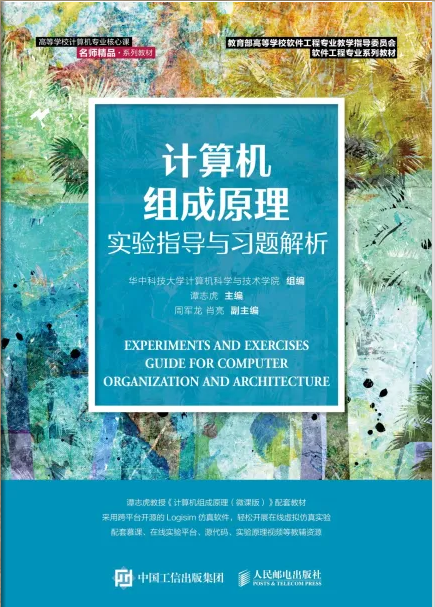 高等学校计算机专业核心课
名师精品·系列教材
教育部高等学校软件工程专业教学指导委员会
软件工程专业系列教材
计算机
组成原理
实验指导与习题解析
华中科技大学计算机科学与技术学院 组编
谭志虎 主编
周军龙 肖亮 副主编
EXPERIMENTS AND EXERCISES
GUIDE FOR COMPUTER
ORGANIZATION AND ARCHITECTURE
谭志虎教授《计算机组成原理（微课版）》配套教材
采用跨平台开源的 Logisim 仿真软件，轻松开展在线虚拟仿真实验
配套慕课、在线实验平台、源代码、实验原理视频等教辅资源
中国工信出版集团
人民邮电出版社
POSTS & TELECOM PRESS